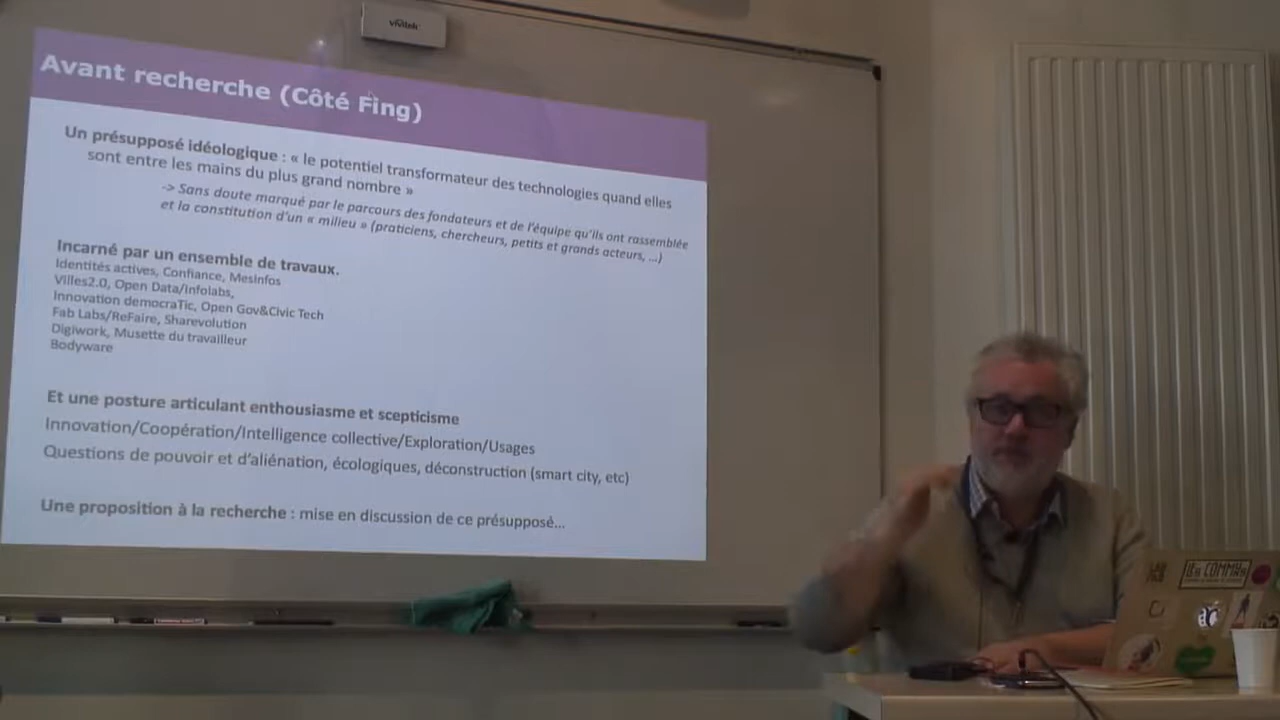 vivitek
Avant recherche (Côté Fing)
Un présupposé idéologique : « le potentiel transformateur des technologies quand elles
sont entre les mains du plus grand nombre »
-> Sans doute marqué par le parcours des fondateurs et de l'équipe qu'ils ont rassemblée
et la constitution d'un « milieu » (praticiens, chercheurs, petits et grands acteurs, …)
Incarné par un ensemble de travaux.
Identités actives, Confiance, MesInfos
Villes2.0, Open Data/Infolabs,
Innovation democraTic, Open Gov&Civic Tech
Fab Labs/ReFaire, Sharevolution
Digiwork, Musette du travailleur
Bodyware
Et une posture articulant enthousiasme et scepticisme
Innovation/Coopération/Intelligence collective/Exploration/Usages
Questions de pouvoir et d'aliénation, écologiques, déconstruction (smart city, etc)
Une proposition à la recherche : mise en discussion de ce présupposé…
LES COMMUNS